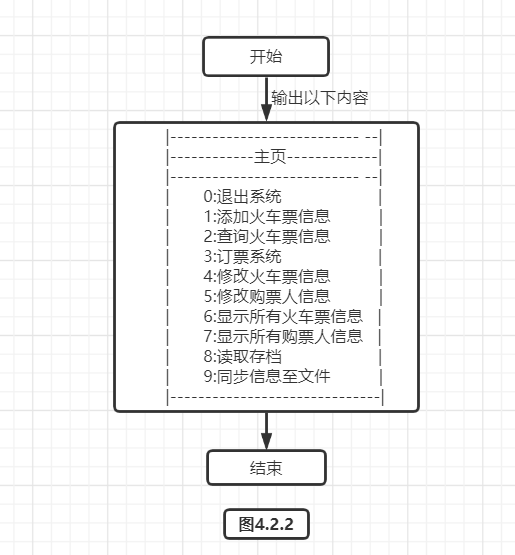 开始
输出以下内容
|--------------------------- --|
|------------主页-------------|
|--------------------------- --|
0:退出系统 |
| 1:添加火车票信息 |
| 2:查询火车票信息 |
| 3:订票系统 |
| 4:修改火车票信息 |
| 5:修改购票人信息 |
| 6:显示所有火车票信息 |
| 7:显示所有购票人信息 |
| 8:读取存档 |
| 9:同步信息至文件 |
|------------------------------|
结束
图4.2.2